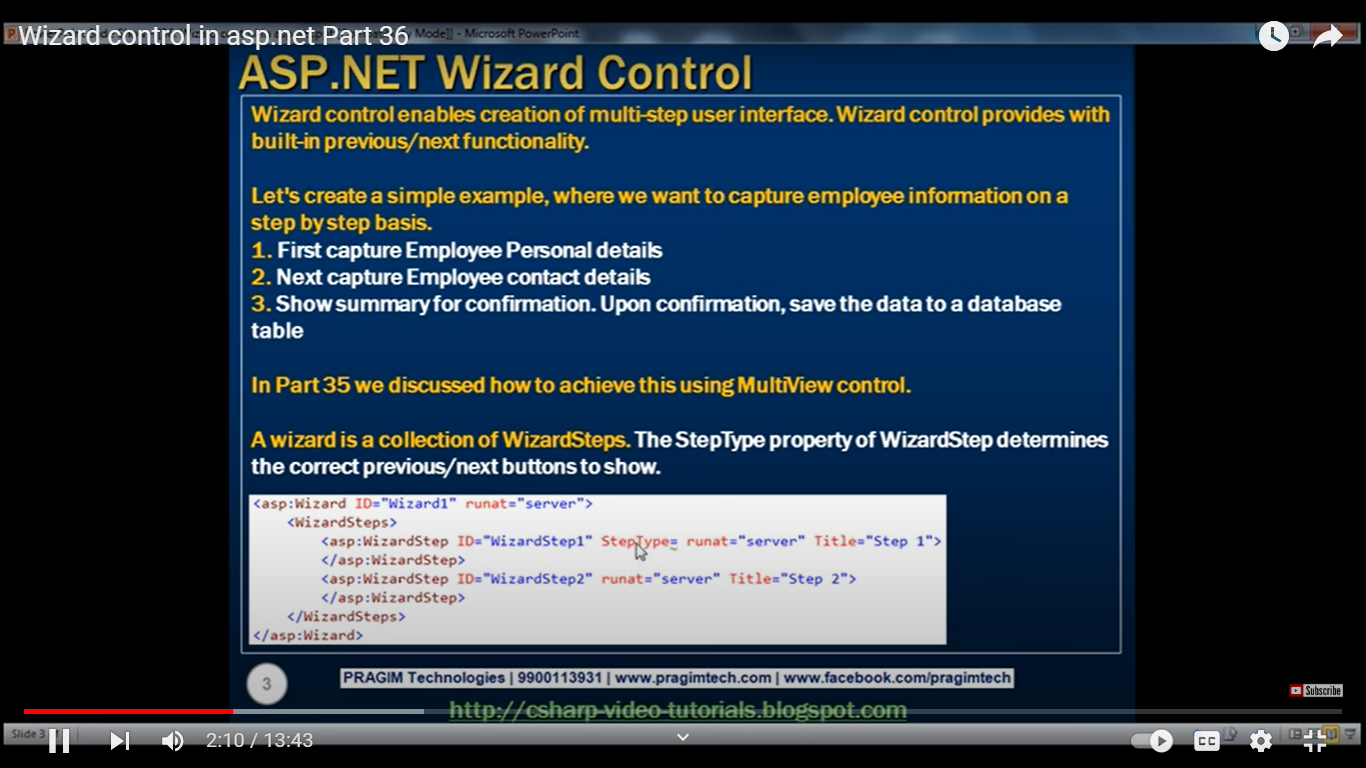 Wizard control in asp.net Part 36
Mode]] - Microsoft PowerPoint
ASP.NET Wizard Control
Wizard control enables creation of multi-step user interface. Wizard control provides with
built-in previous/next functionality.
Let's create a simple example, where we want to capture employee information on a
step by step basis.
1. First capture Employee Personal details
2. Next capture Employee contact details
3. Show summary for confirmation. Upon confirmation, save the data to a database
table
In Part 35 we discussed how to achieve this using MultiView control.
A wizard is a collection of WizardSteps. The StepType property of WizardStep determines
the correct previous/next buttons to show.
<asp:Wizard ID="Wizard1" runat="server">
<WizardSteps>
<asp:WizardStep ID="WizardStep1" StepType= runat="server" Title="Step 1">
</asp:WizardStep>
<asp:WizardStep ID="WizardStep2" runat="server" Title="Step 2">
</asp:WizardStep>
</WizardSteps>
</asp:Wizard>
3
PRAGIM Technologies | 9900113931 | www.pragimtech.com | www.facebook.com/pragimtech
Subscribe
http://csharp-video-tutorials.blogspot.com
Slide 3
2:10 / 13:43
CC